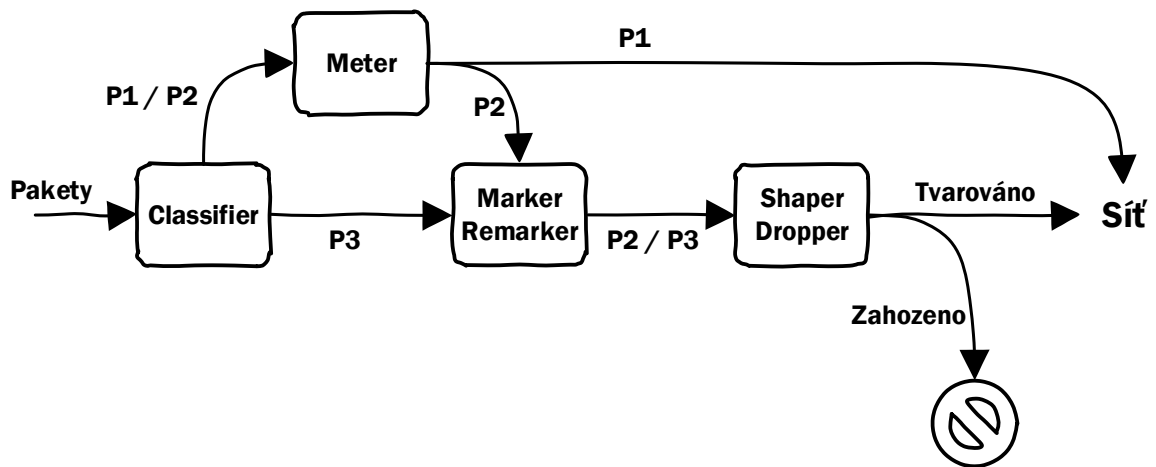 P1
Meter
P1 / P2
P2
Pakety
Classifier
Marker
Remarker
Shaper
Dropper
Tvarováno
Síť
P3
P2 / P3
Zahozeno